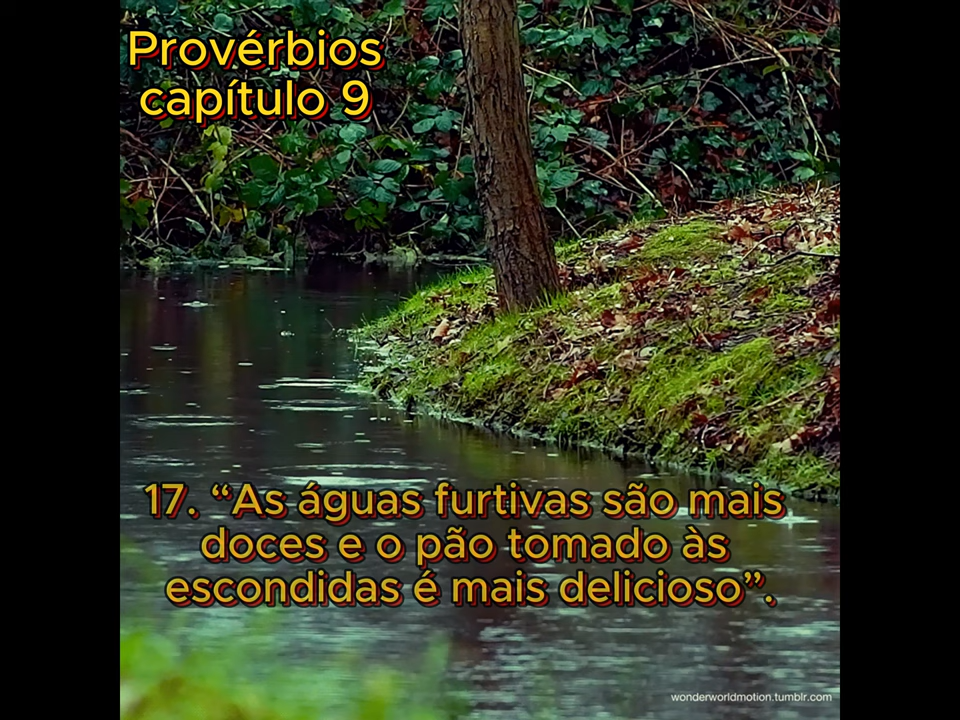 Provérbios
capítulo 9
17. “As águas furtivas são mais
doces e o pão tomado às
escondidas é mais delicioso”.
wonderworldmotion.tumblr.com